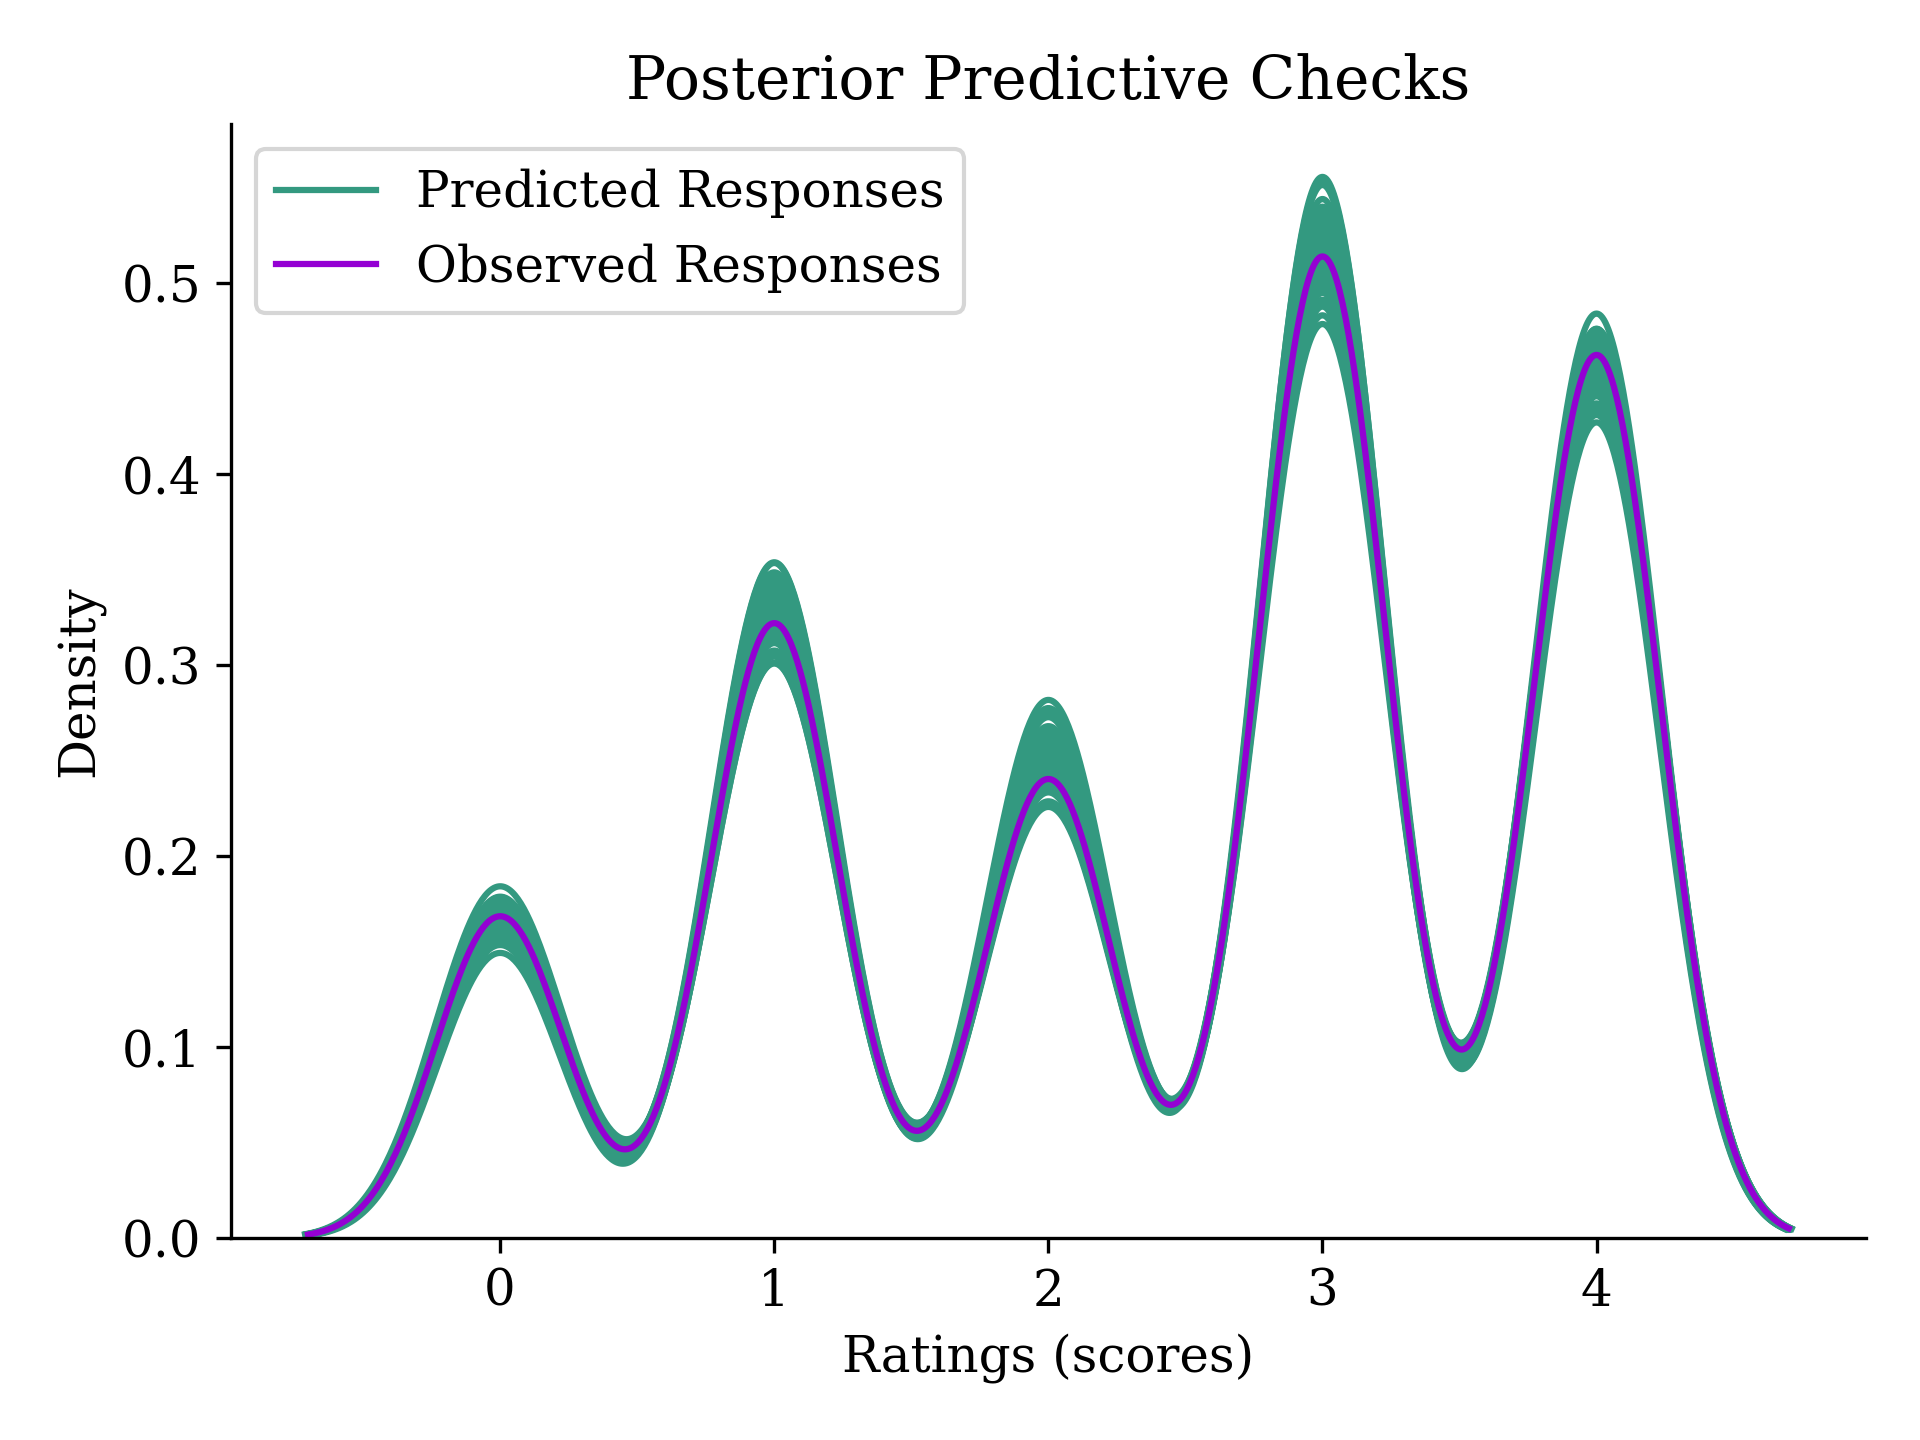 Posterior Predictive Checks
Predicted Responses
Observed Responses
Density
0.5
0.4
0.3
0.2
0.1
0.0
0 1 2 3 4
Ratings (scores)